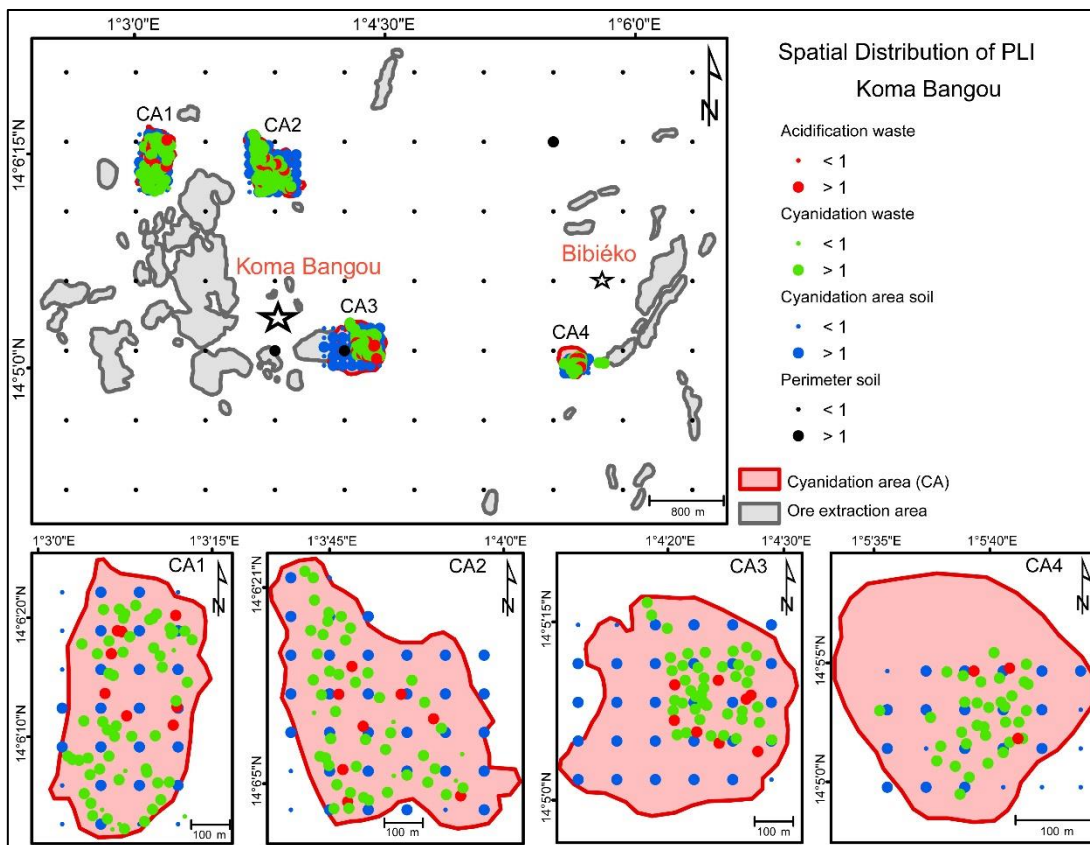 1°3'0"E
1°4'30"E
1°6'0"E
14°6'15"N
14°5'0"N
CA1
CA2
Koma Bangou
CA3
Bibiéko
CA4
N
800 m
Spatial Distribution of PLI
Koma Bangou
Acidification waste
< 1
> 1
Cyanidation waste
< 1
> 1
Cyanidation area soil
< 1
> 1
Perimeter soil
< 1
> 1
Cyanidation area (CA)
Ore extraction area
1°3'0"E
1°3'15"E
CA1
N
14°6'20"N
14°6'10"N
100 m
1°3'45"E
1°4'0"E
CA2
N
14°6'21"N
14°6'5"N
100 m
1°4'20"E
1°4'30"E
CA3
N
14°5'15"N
14°5'0"N
100 m
1°5'35"E
1°5'40"E
CA4
N
14°5'5"N
14°5'0"N
100 m